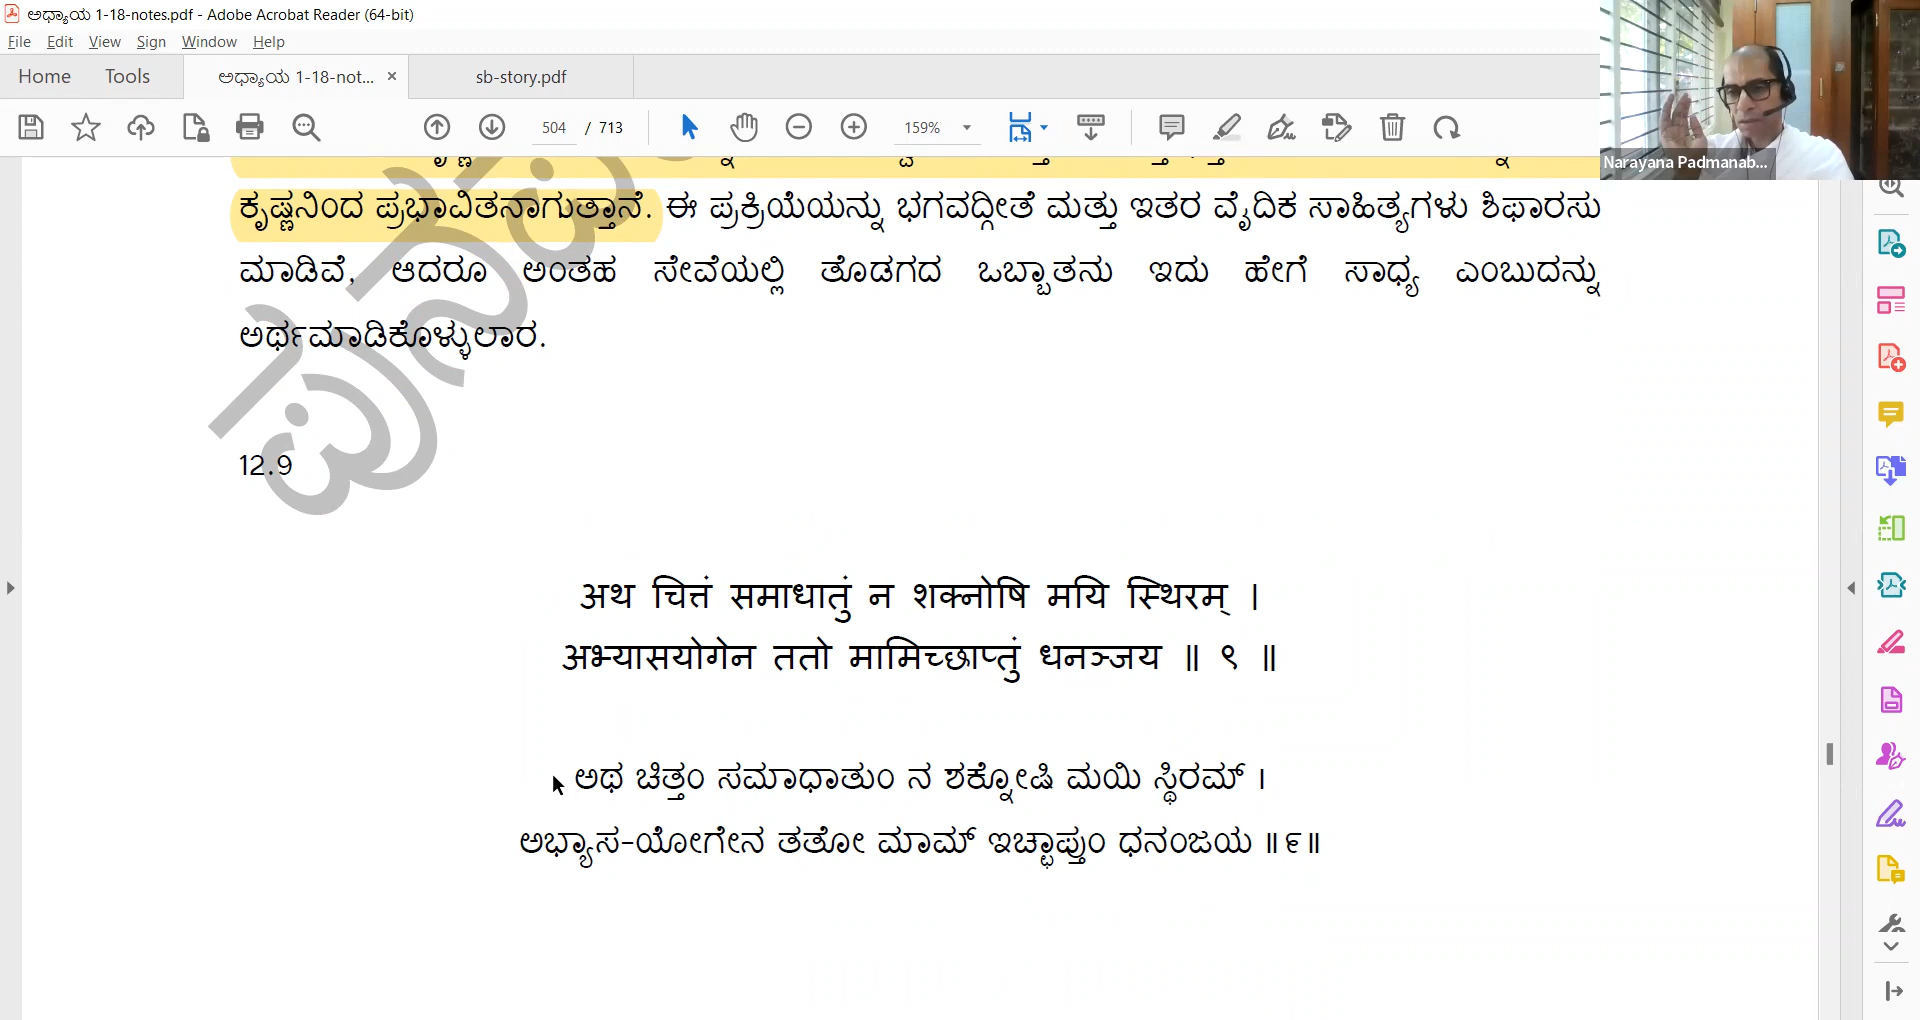 ಅಧ್ಯಾಯ 1-18-notes.pdf - Adobe Acrobat Reader (64-bit)
File Edit View Sign Window Help
Home Tools ಅಧ್ಯಾಯ 1-18-not... × sb-story.pdf
504 / 713 159%
Narayana Padmanab...
ಕೃಷ್ಣನಿಂದ ಪ್ರಭಾವಿತನಾಗುತ್ತಾನೆ. ಈ ಪ್ರಕ್ರಿಯೆಯನ್ನು ಭಗವದ್ಗೀತೆ ಮತ್ತು ಇತರ ವೈದಿಕ ಸಾಹಿತ್ಯಗಳು ಶಿಫಾರಸು
ಮಾಡಿವೆ, ಆದರೂ ಅಂತಹ ಸೇವೆಯಲ್ಲಿ ತೊಡಗದ ಒಬ್ಬಾತನು ಇದು ಹೇಗೆ ಸಾಧ್ಯ ಎಂಬುದನ್ನು
ಅರ್ಥಮಾಡಿಕೊಳ್ಳುಲಾರ.
12.9
अथ चित्तं समाधातुं न शक्नोषि मयि स्थिरम् ।
अभ्यासयोगेन ततो मामिच्छाप्तुं धनञ्जय ॥ ९ ॥
ಅಥ ಚಿತ್ತಂ ಸಮಾಧಾತುಂ ನ ಶಕ್ನೋಷಿ ಮಯಿ ಸ್ಥಿರಮ್ ।
ಅಭ್ಯಾಸ-ಯೋಗೇನ ತತೋ ಮಾಮ್ ಇಚ್ಛಾಪ್ತುಂ ಧನಂಜಯ ॥೯॥